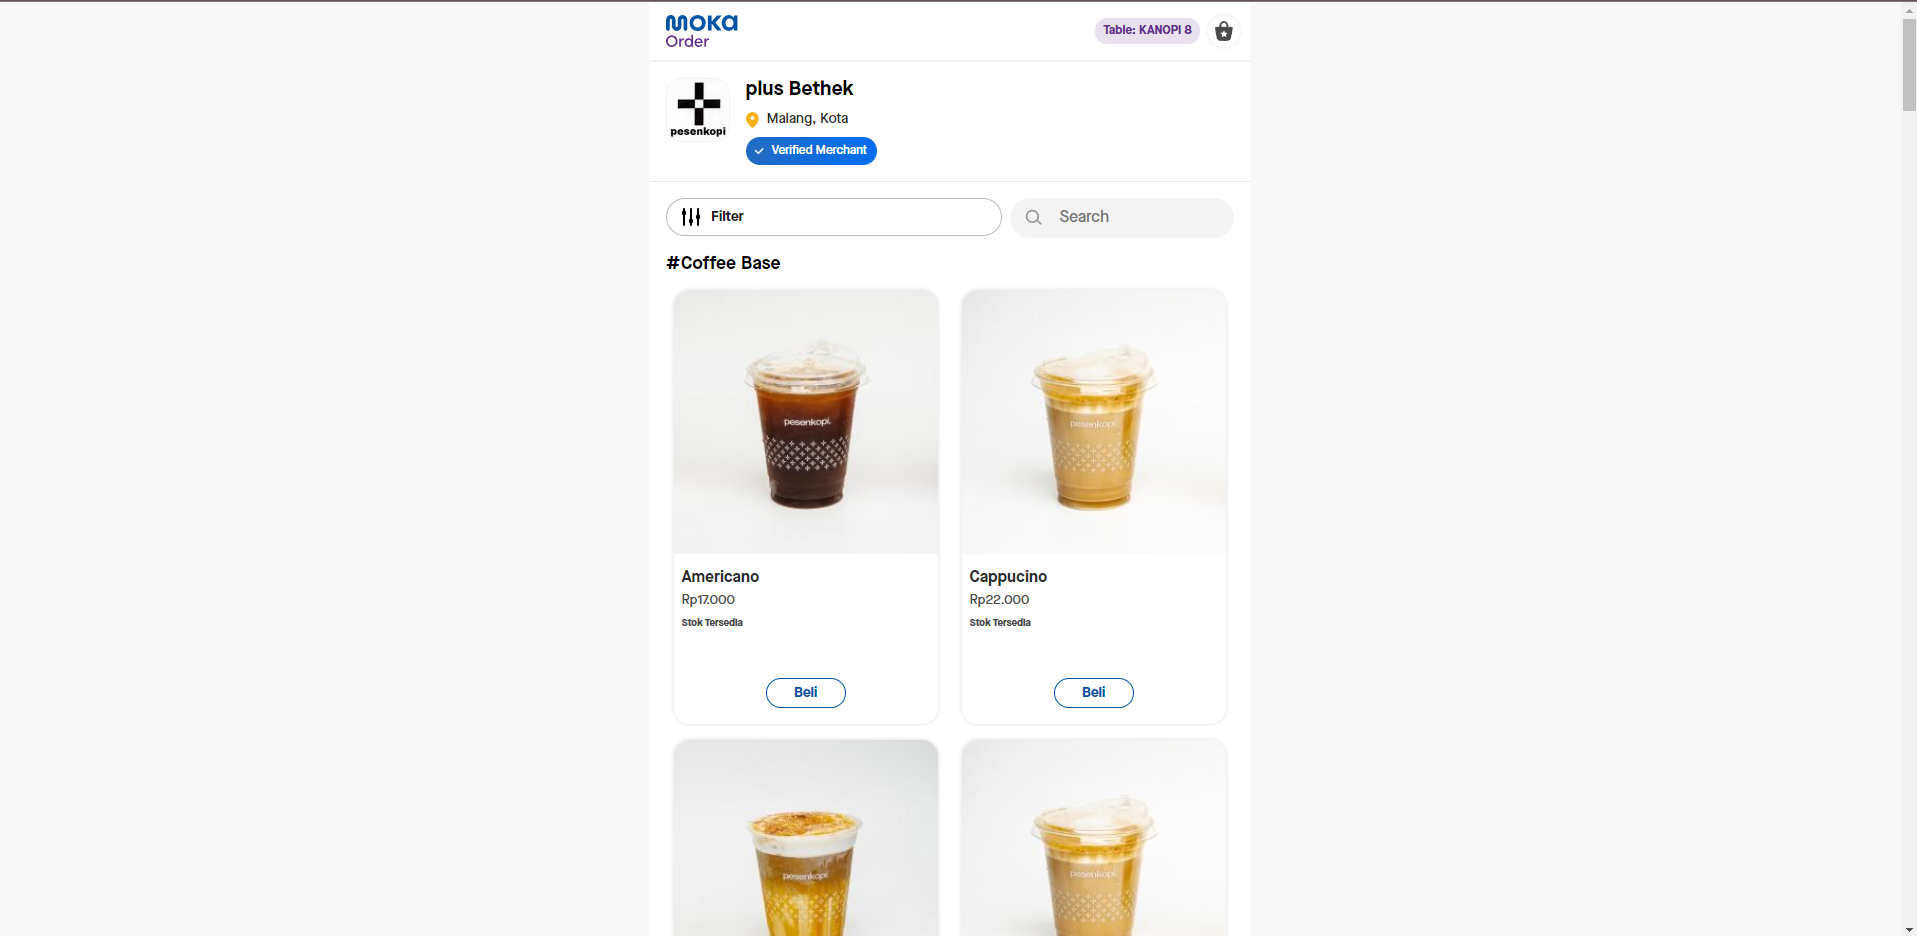 moka
Order
Table: KANOPI 8
pesenkopi
plus Bethek
Malang, Kota
Verified Merchant
Filter
Search
#Coffee Base
pesenkopi.
pesenkopi.
Americano
Rp17.000
Stok Tersedia
Beli
Cappucino
Rp22.000
Stok Tersedia
Beli
pesenkopi.
pesenkopi.